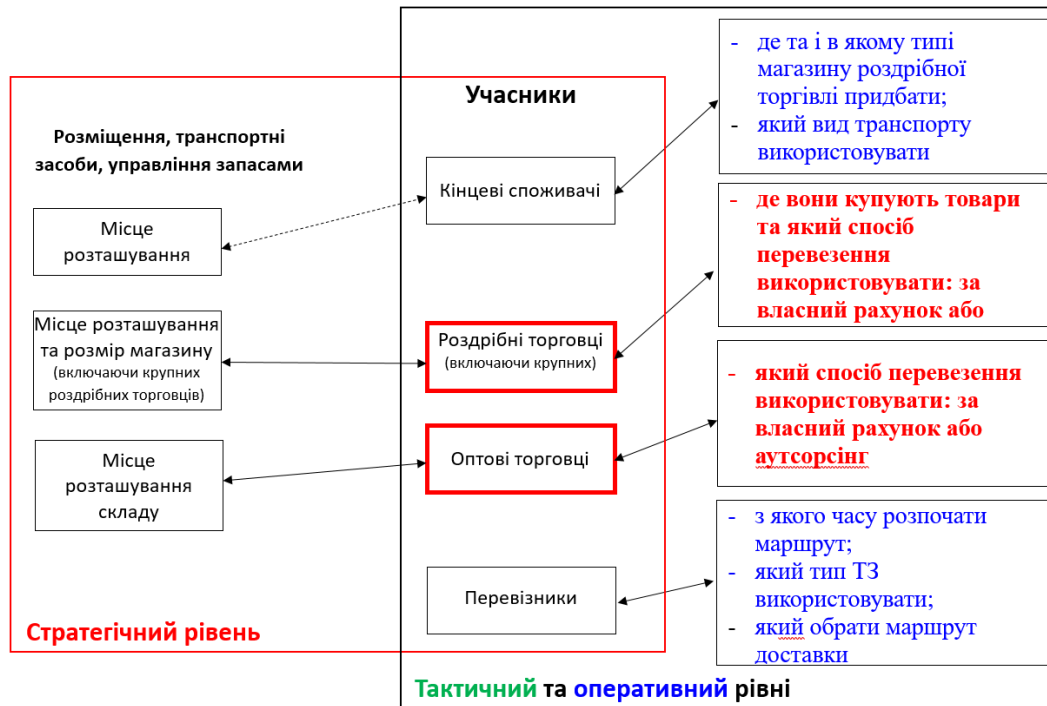 Розміщення, транспортні
засоби, управління запасами
Місце
розташування
Місце розташування
та розмір магазину
(включаючи крупних
роздрібних торговців)
Місце
розташування
складу
Стратегічний рівень
Учасники
Кінцеві споживачі
Роздрібні торговці
(включаючи крупних)
Оптові торговці
Перевізники
- де та і в якому типі
магазину роздрібної
торгівлі придбати;
- який вид транспорту
використовувати
- де вони купують товари
та який спосіб
перевезення
використовувати: за
власний рахунок або
- який спосіб перевезення
використовувати: за
власний рахунок або
аутсорсінг
- з якого часу розпочати
маршрут;
- який тип ТЗ
використовувати;
- який обрати маршрут
доставки
Тактичний та оперативний рівні